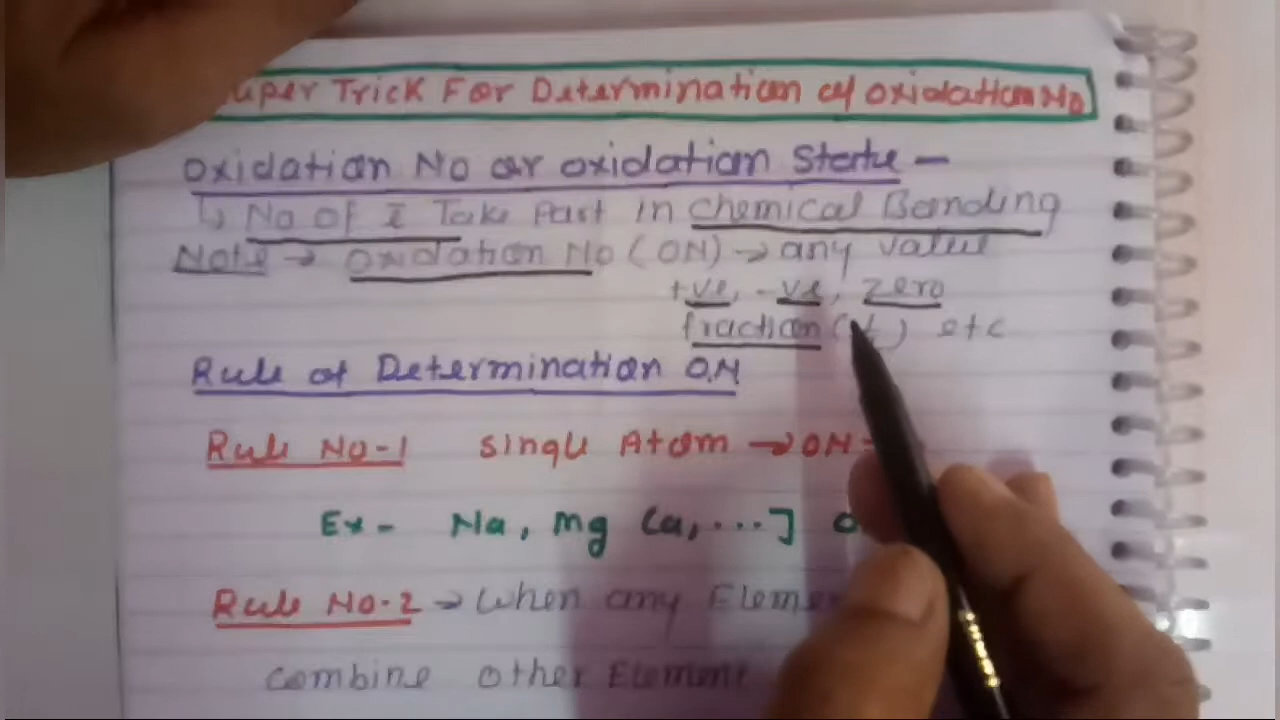 Super Trick For Determination of Oxidation No
Oxidation No or oxidation State -
↳ No Of ē Take Part in Chemical Bonding
Note → Oxidation No (ON) → any value
+ve, -ve, Zero
fraction ( ) etc
Rule of Determination O.N
Rule No-1 Single Atom → ON =
Ex- Na, Mg Ca, ...]
Rule No-2 → When any
Combine Other Element